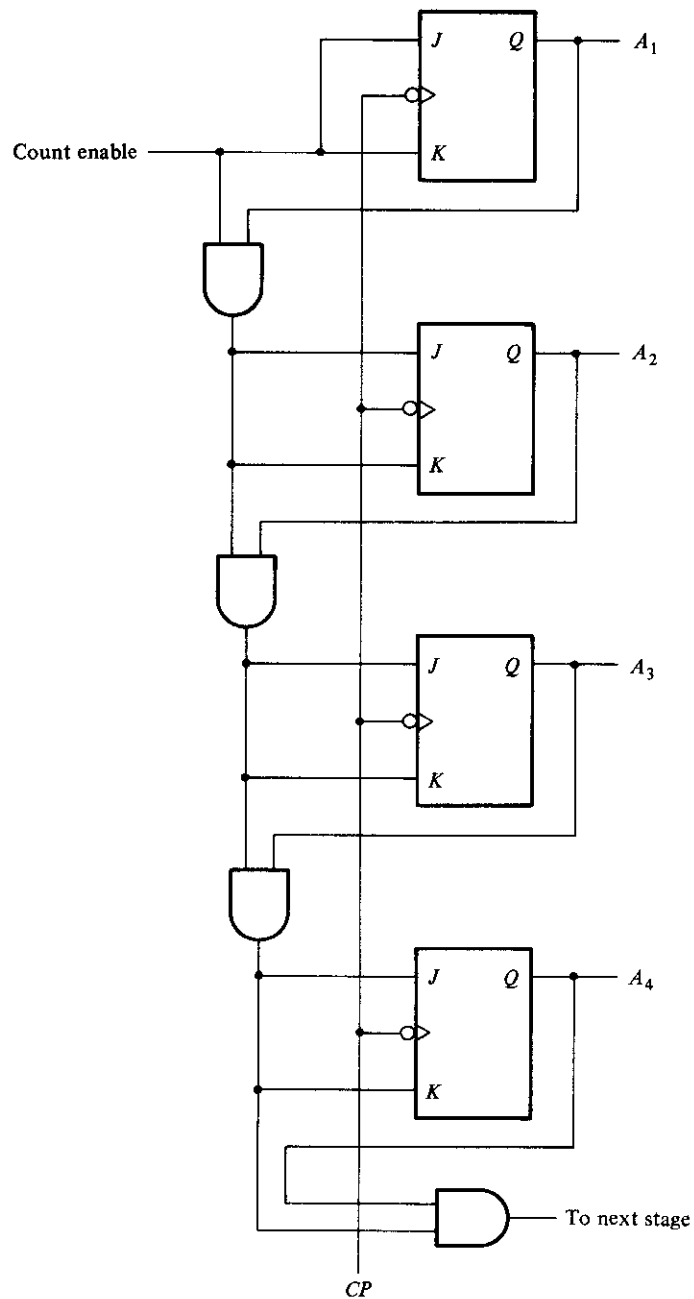 J Q A1
Count enable K
J Q A2
K
J Q A3
K
J Q A4
K
To next stage
CP